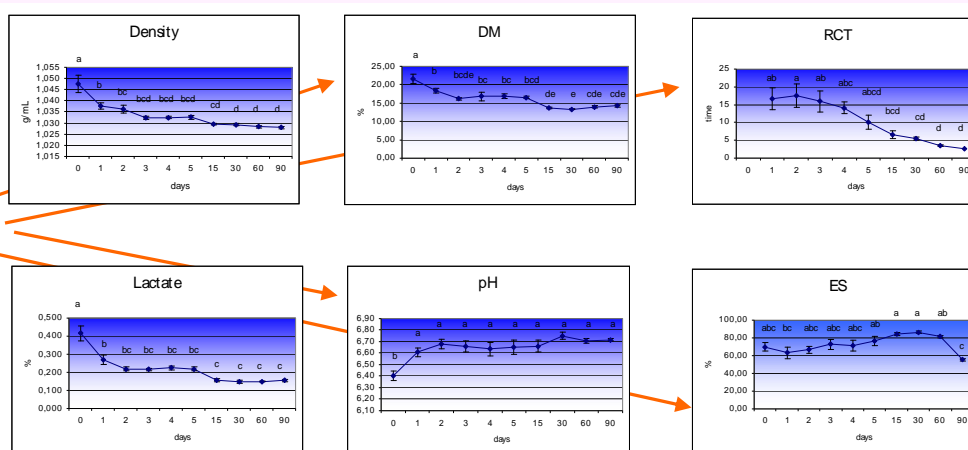 Density
a
b
bc
bcd bcd bcd
cd
d d d
1,055
1,050
1,045
1,040
1,035
1,030
1,025
1,020
1,015
g/mL
0 1 2 3 4 5 15 30 60 90
days
DM
a
b
bcde
bc bc bcd
de e cde cde
25,00
20,00
15,00
10,00
5,00
0,00
%
0 1 2 3 4 5 15 30 60 90
days
RCT
ab a ab
abc
abcd
bcd
cd
d d
25
20
15
10
5
0
time
0 1 2 3 4 5 15 30 60 90
days
Lactate
a
b
bc bc bc bc
c c c c
0,500
0,400
0,300
0,200
0,100
0,000
%
0 1 2 3 4 5 15 30 60 90
days
pH
b
a a a a a a a a a
6,90
6,80
6,70
6,60
6,50
6,40
6,30
6,20
6,10
0 1 2 3 4 5 15 30 60 90
days
ES
abc bc abc abc abc ab a a ab
c
100,00
80,00
60,00
40,00
20,00
0,00
%
0 1 2 3 4 5 15 30 60 90
days